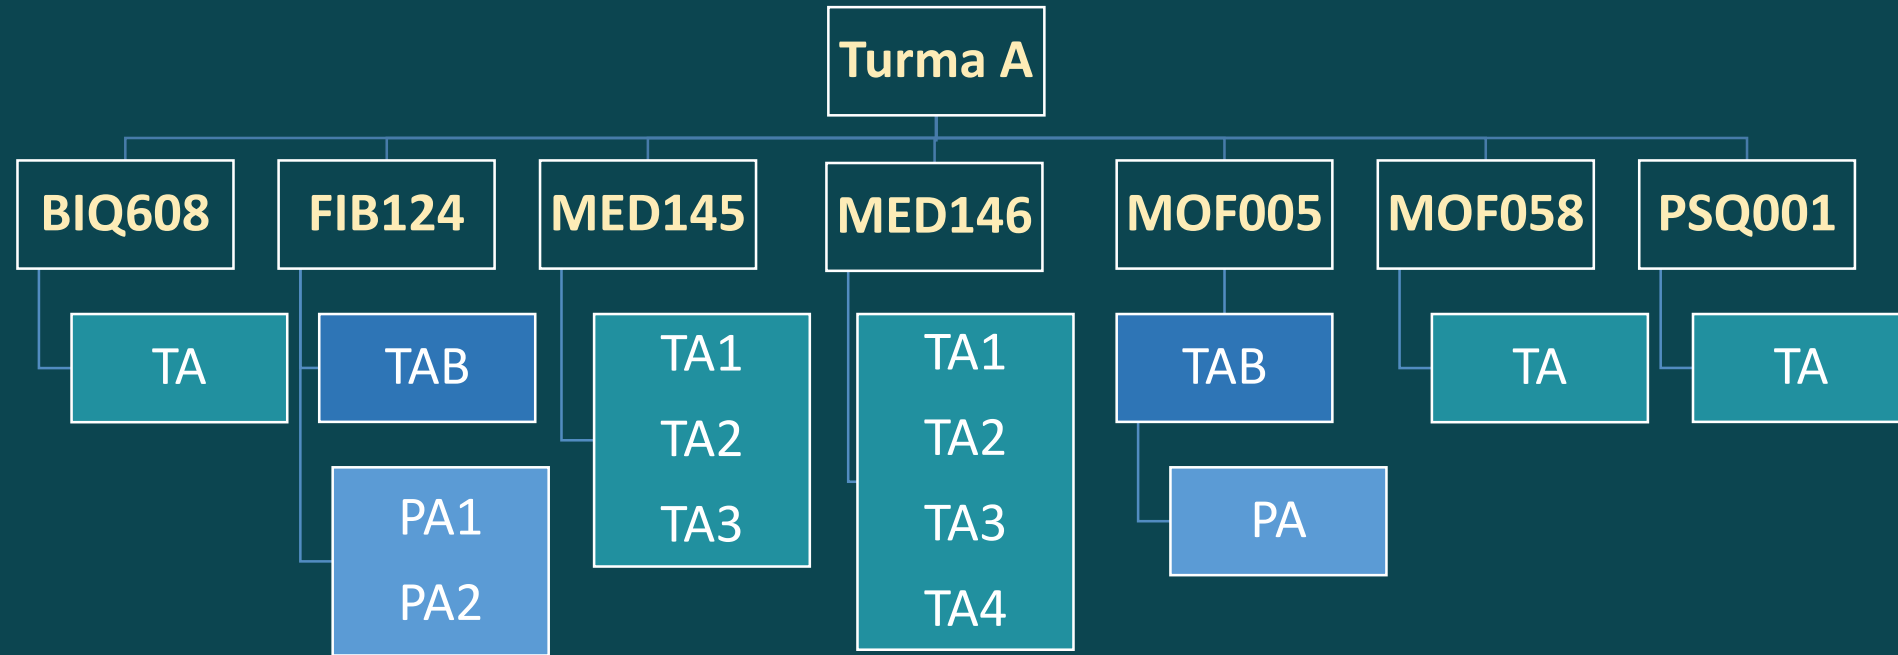 Turma A
BIQ608
FIB124
MED145
MED146
MOF005
MOF058
PSQ001
TA
TAB
TA1
TA2
TA3
TA1
TA2
TA3
TA4
TAB
TA
TA
PA1
PA2
PA